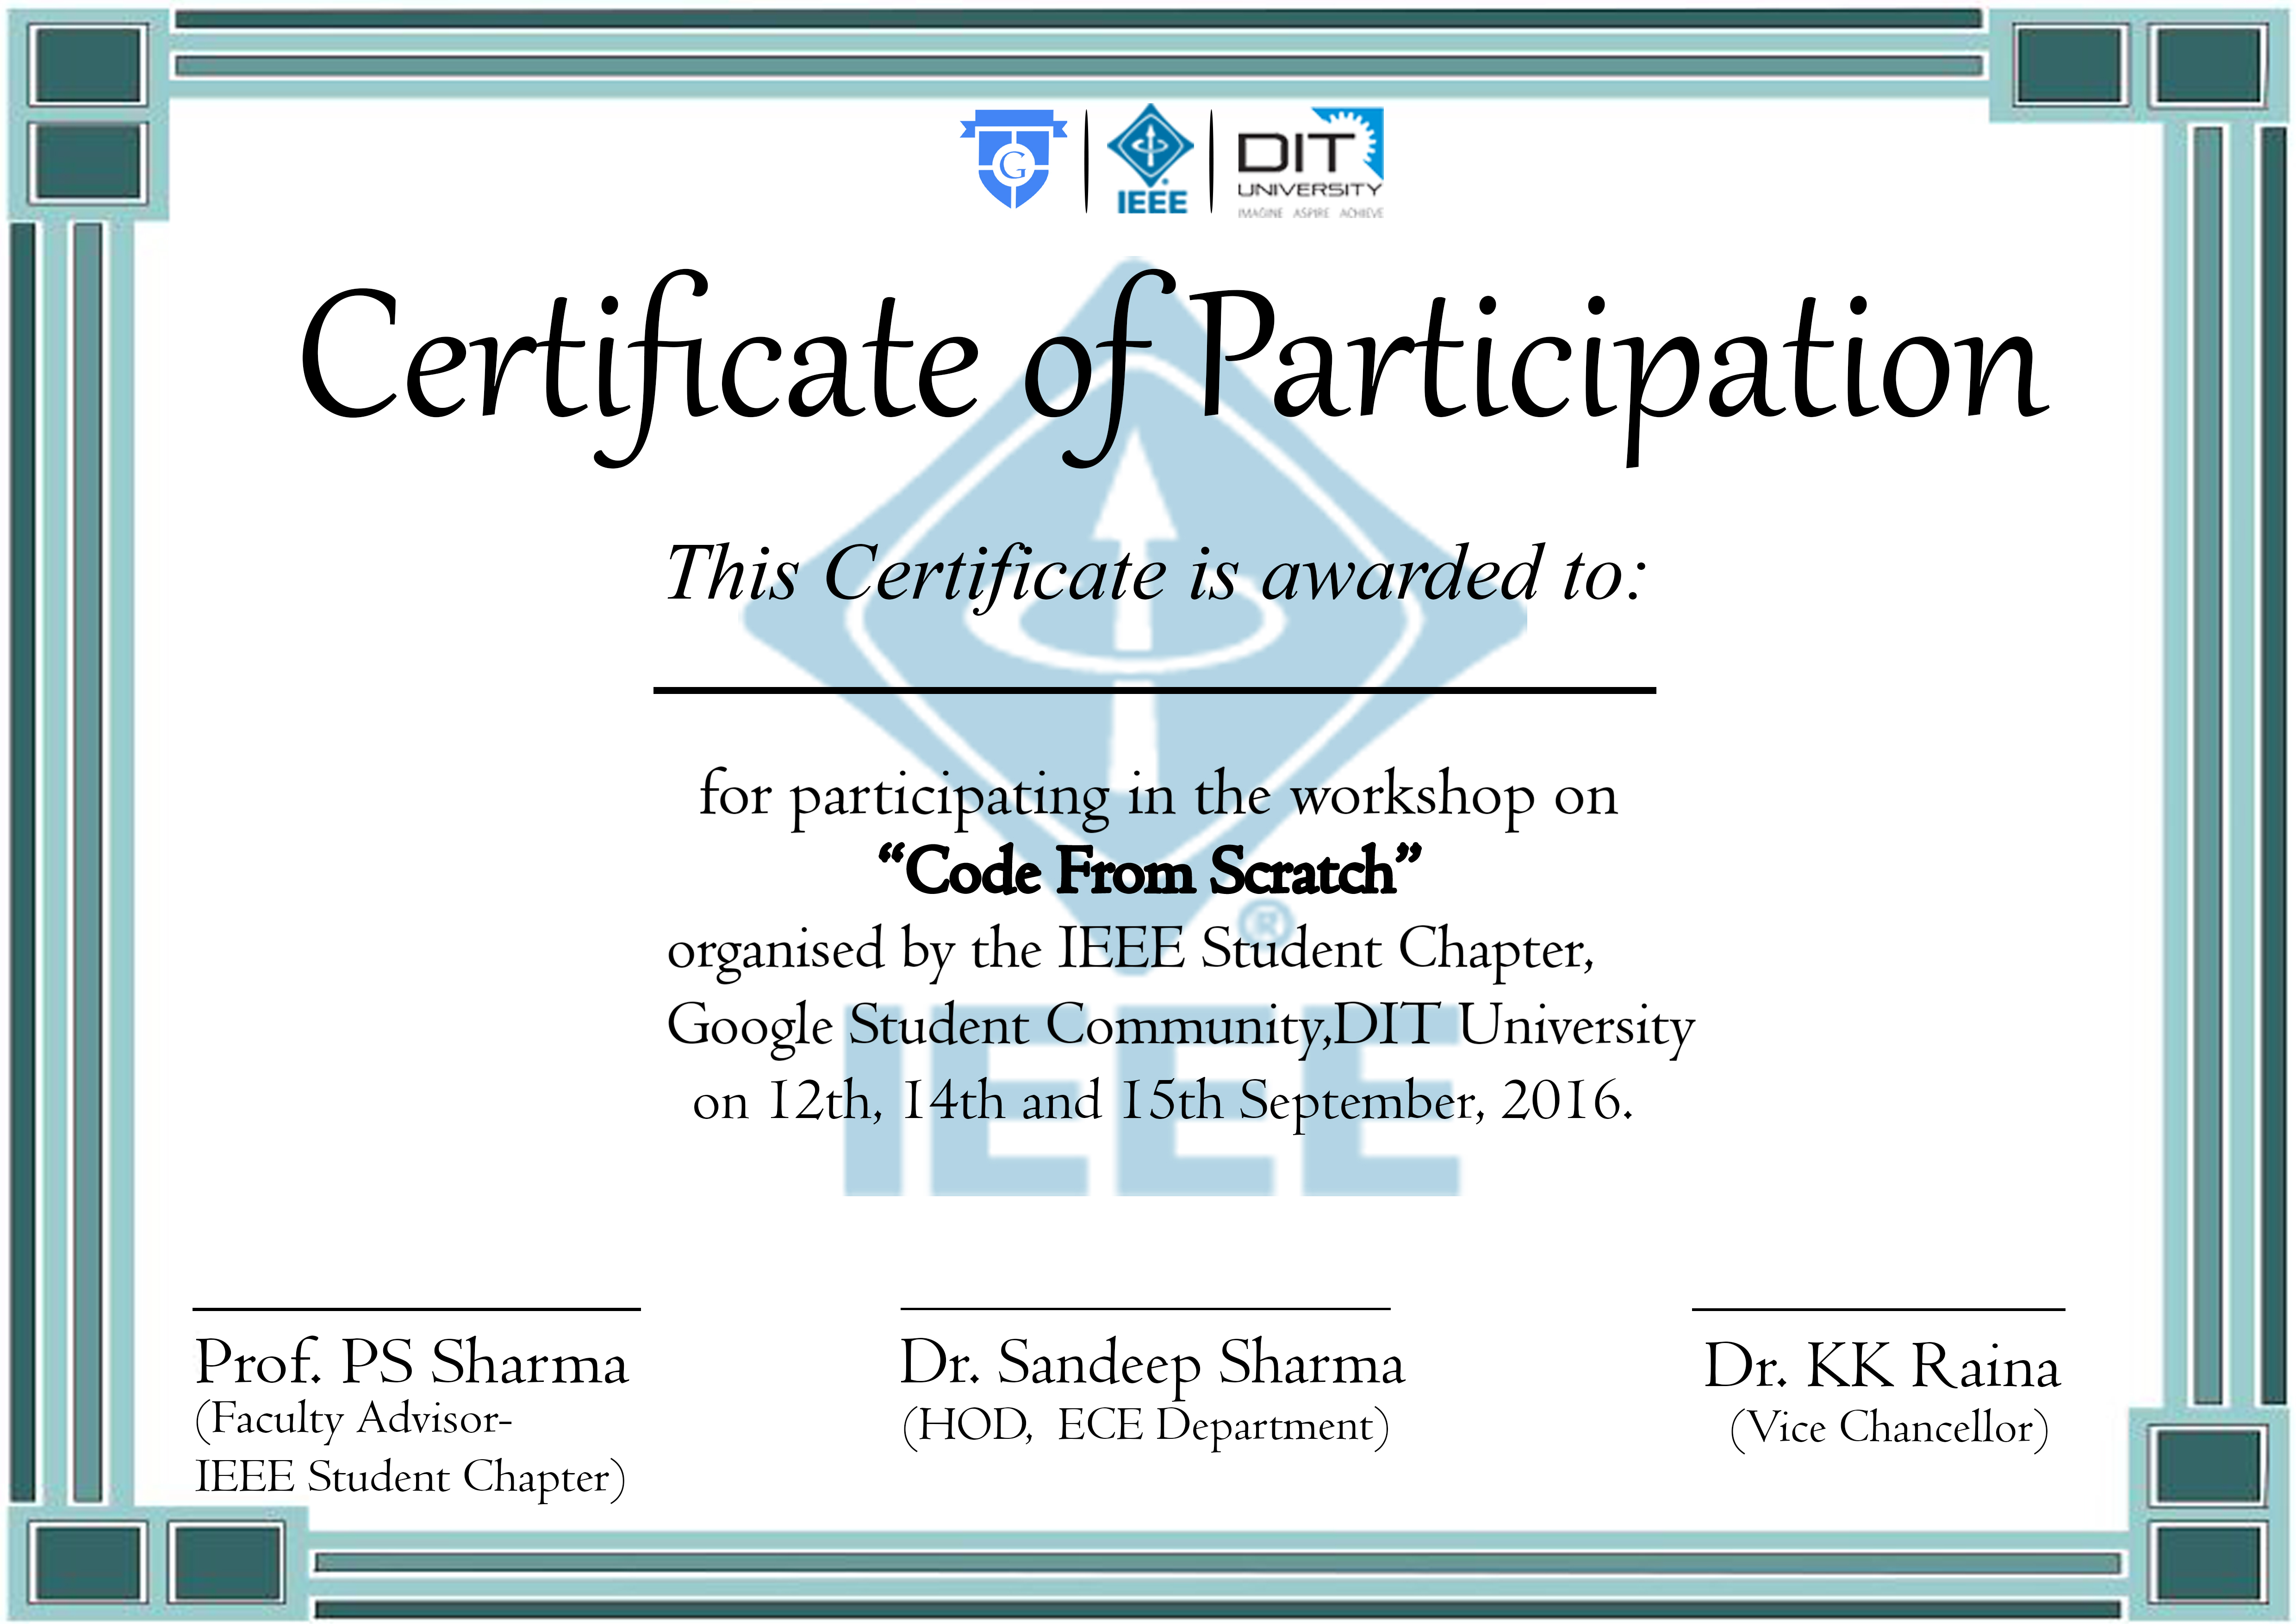 G
IEEE
DIT
UNIVERSITY
IMAGINE ASPIRE ACHIEVE
Certificate of Participation
This Certificate is awarded to:
for participating in the workshop on
“Code From Scratch”
®
organised by the IEEE Student Chapter,
Google Student Community,DIT University
on 12th, 14th and 15th September, 2016.
IEEE
Prof. PS Sharma
(Faculty Advisor-
IEEE Student Chapter)
Dr. Sandeep Sharma
(HOD, ECE Department)
Dr. KK Raina
(Vice Chancellor)